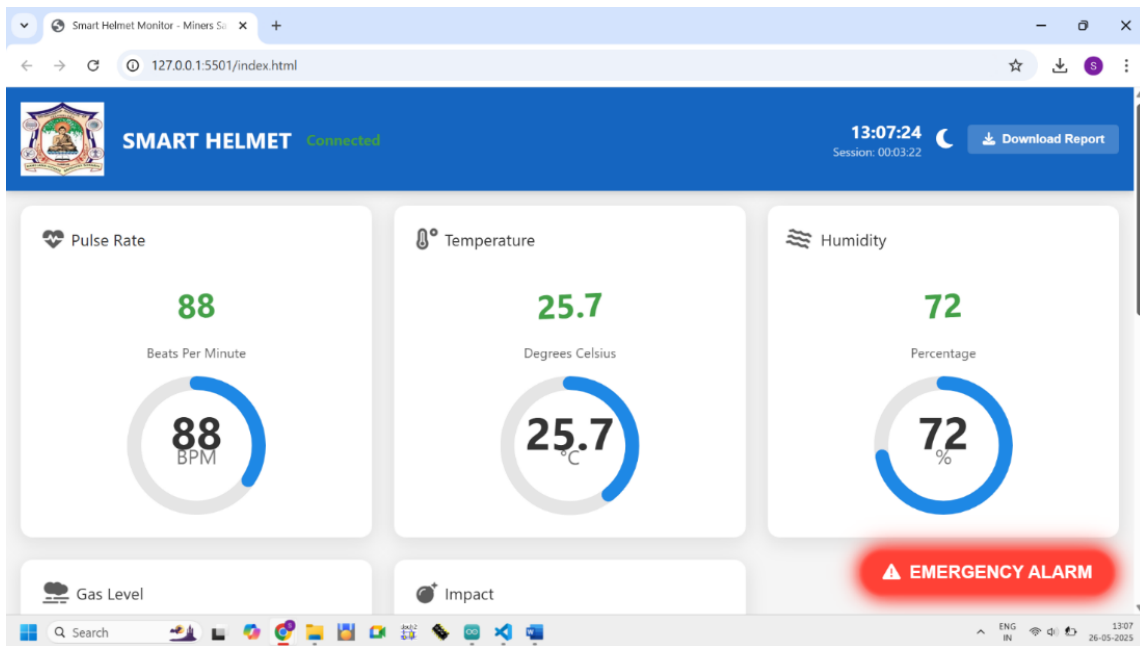 Smart Helmet Monitor - Miners Sa
127.0.0.1:5501/index.html
S
SMART HELMET Connected
13:07:24
Session: 00:03:22
Download Report
Pulse Rate
88
Beats Per Minute
88
BPM
Temperature
25.7
Degrees Celsius
25.7
°C
Humidity
72
Percentage
72
%
Gas Level
Impact
EMERGENCY ALARM
Search
ENG
IN
13:07
26-05-2025